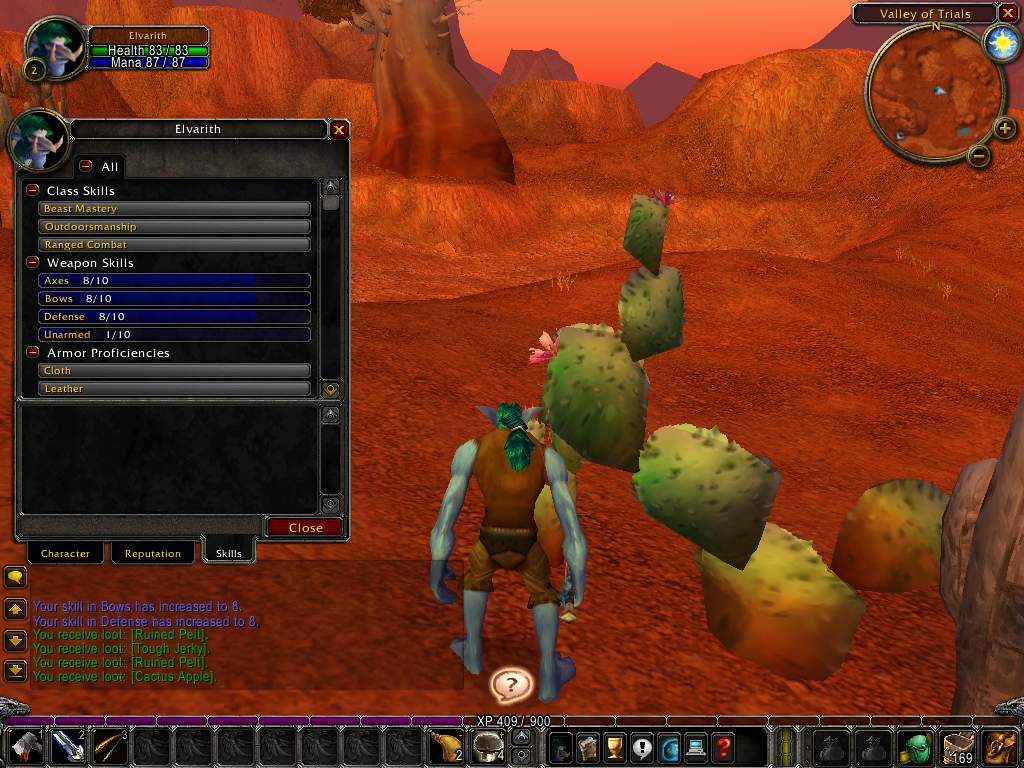 Elvarith
Health 83 / 83
Mana 87 / 87
2
Valley of Trials
N
Elvarith
All
Class Skills
Beast Mastery
Outdoorsmanship
Ranged Combat
Weapon Skills
Axes 8/10
Bows 8/10
Defense 8/10
Unarmed 1/10
Armor Proficiencies
Cloth
Leather
Close
Character
Reputation
Skills
Your skill in Bows has increased to 8.
Your skill in Defense has increased to 8.
You receive loot: [Ruined Pelt].
You receive loot: [Tough Jerky].
You receive loot: [Ruined Pelt].
You receive loot: [Cactus Apple].
?
XP 409 / 900
2 3 2 4 ! ? 169